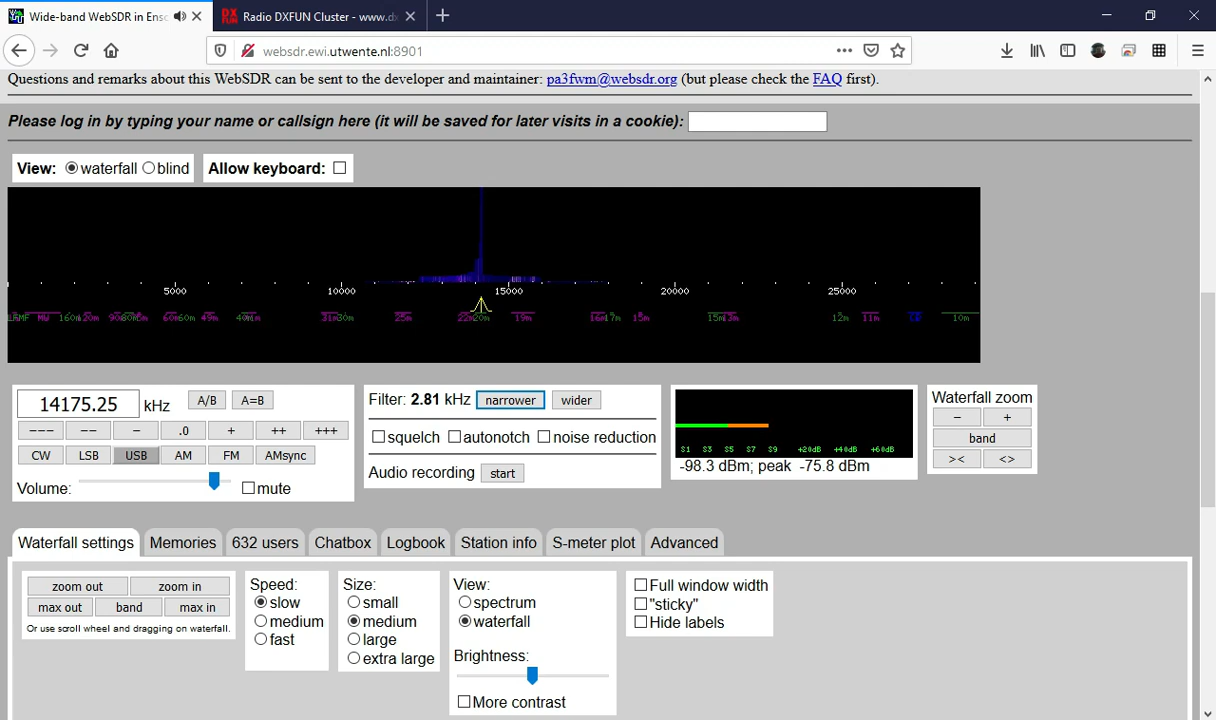 Wide-band WebSDR in Ensc
Radio DXFUN Cluster - www.dx
websdr.ewi.utwente.nl:8901
Questions and remarks about this WebSDR can be sent to the developer and maintainer: pa3fwm@websdr.org (but please check the FAQ first).
Please log in by typing your name or callsign here (it will be saved for later visits in a cookie):
View: waterfall blind Allow keyboard:
5000 10000 15000 20000 25000
MW 160m 49m 31m 30m 25m 22m 20m 19m 16m 17m 15m 12m 11m 10m
14175.25 kHz A/B A=B
--- -- - .0 + ++ +++
CW LSB USB AM FM AMsync
Volume: mute
Filter: 2.81 kHz narrower wider
squelch autonotch noise reduction
Audio recording start
S1 S3 S5 S7 S9 +20dB +40dB +60dB
-98.3 dBm; peak -75.8 dBm
Waterfall zoom
- +
band
>< <>
Waterfall settings Memories 632 users Chatbox Logbook Station info S-meter plot Advanced
zoom out zoom in
max out band max in
Or use scroll wheel and dragging on waterfall.
Speed:
slow
medium
fast
Size:
small
medium
large
extra large
View:
spectrum
waterfall
Brightness:
More contrast
Full window width
"sticky"
Hide labels